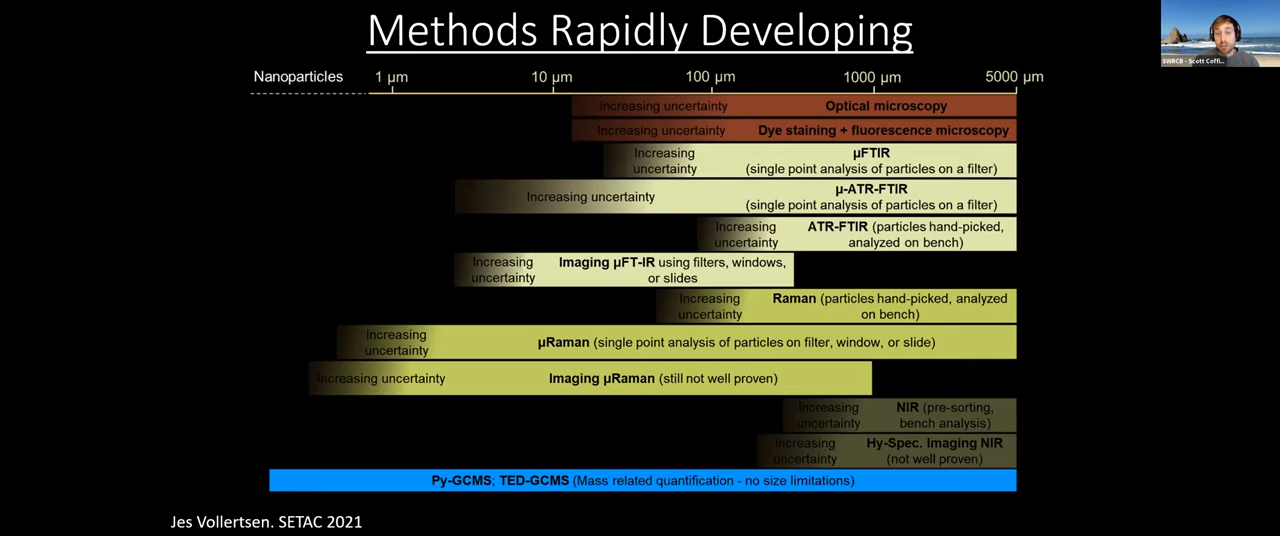 Methods Rapidly Developing
SWRCB - Scott Coffi...
Nanoparticles 1 µm 10 µm 100 µm 1000 µm 5000 µm
Increasing uncertainty Optical microscopy
Increasing uncertainty Dye staining + fluorescence microscopy
Increasing uncertainty
µFTIR
(single point analysis of particles on a filter)
Increasing uncertainty
µ-ATR-FTIR
(single point analysis of particles on a filter)
Increasing
uncertainty
ATR-FTIR (particles hand-picked,
analyzed on bench)
Increasing
uncertainty
Imaging µFT-IR using filters, windows,
or slides
Increasing
uncertainty
Raman (particles hand-picked, analyzed
on bench)
Increasing
uncertainty
µRaman (single point analysis of particles on filter, window, or slide)
Increasing uncertainty Imaging µRaman (still not well proven)
Increasing
uncertainty
NIR (pre-sorting,
bench analysis)
Increasing
uncertainty
Hy-Spec. Imaging NIR
(not well proven)
Py-GCMS; TED-GCMS (Mass related quantification - no size limitations)
Jes Vollertsen. SETAC 2021